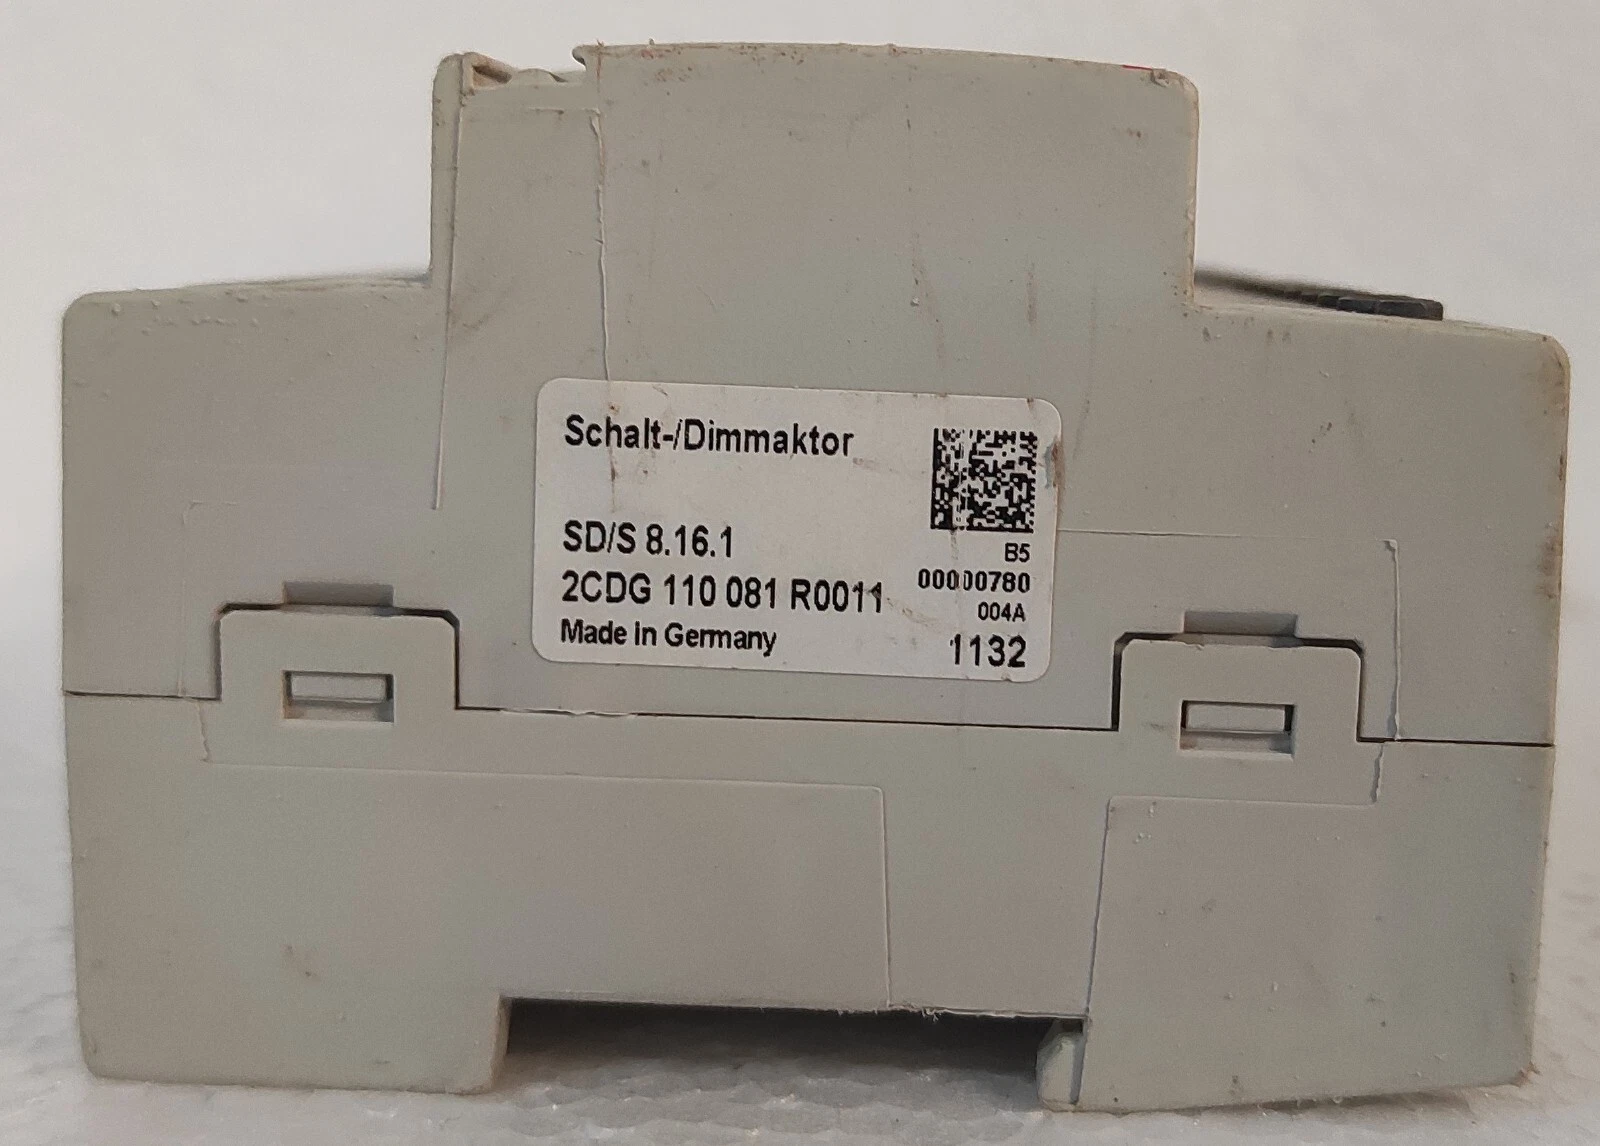 Schalt-/Dimmaktor
SD/S 8.16.1
2CDG 110 081 R0011
Made in Germany
B5
00000780
004A
1132